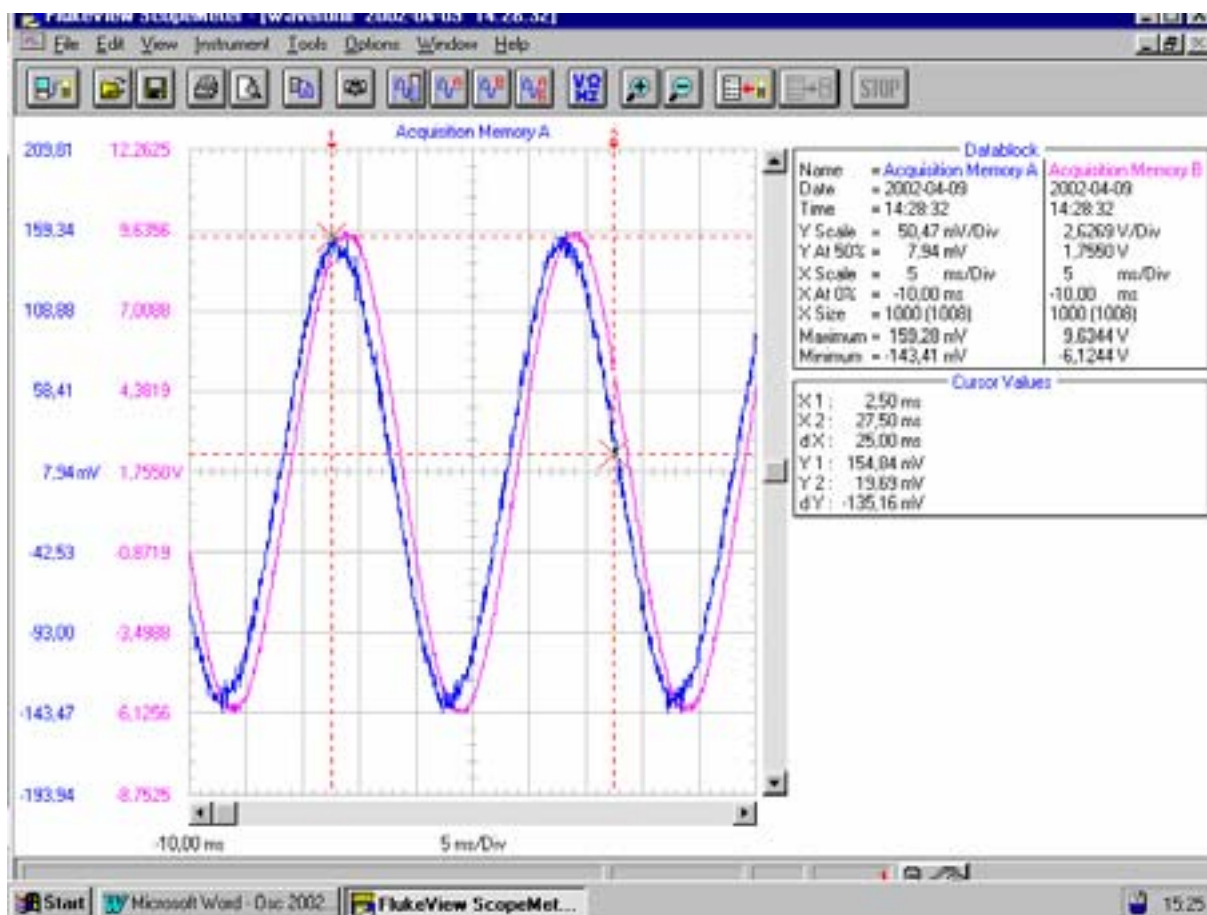 FlukeView ScopeMeter - [Waveform 2002-04-09 14:28:32]
File Edit View Instrument Tools Options Window Help
STOP
Acquisition Memory A
209,81 12.2625
159,34 9.6356
108,88 7.0088
58,41 4.3819
7.94 mV 1,7550V
-42,53 -0,8719
-93,00 -3,4988
-143,47 6,1256
-193,94 -8,7525
-10,00 ms 5 ms/Div
Datablock
Name = Acquisition Memory A Acquisition Memory B
Date = 2002-04-09 2002-04-09
Time = 14:28:32 14:28:32
Y Scale = 50,47 mV/Div 2,6269 V/Div
Y At 50% = 7,94 mV 1,7550 V
X Scale = 5 ms/Div 5 ms/Div
X At 0% = -10,00 ms -10,00 ms
X Size = 1000 (1008) 1000 (1008)
Maximum = 159,28 mV 9,6344 V
Minimum = -143,41 mV -6,1244 V
Cursor Values
X 1 : 2,50 ms
X 2 : 27,50 ms
dX : 25,00 ms
Y 1 : 154,84 mV
Y 2 : 19,69 mV
dY : -135,16 mV
Start Microsoft Word - Osc 2002... FlukeView ScopeMet... 15:25